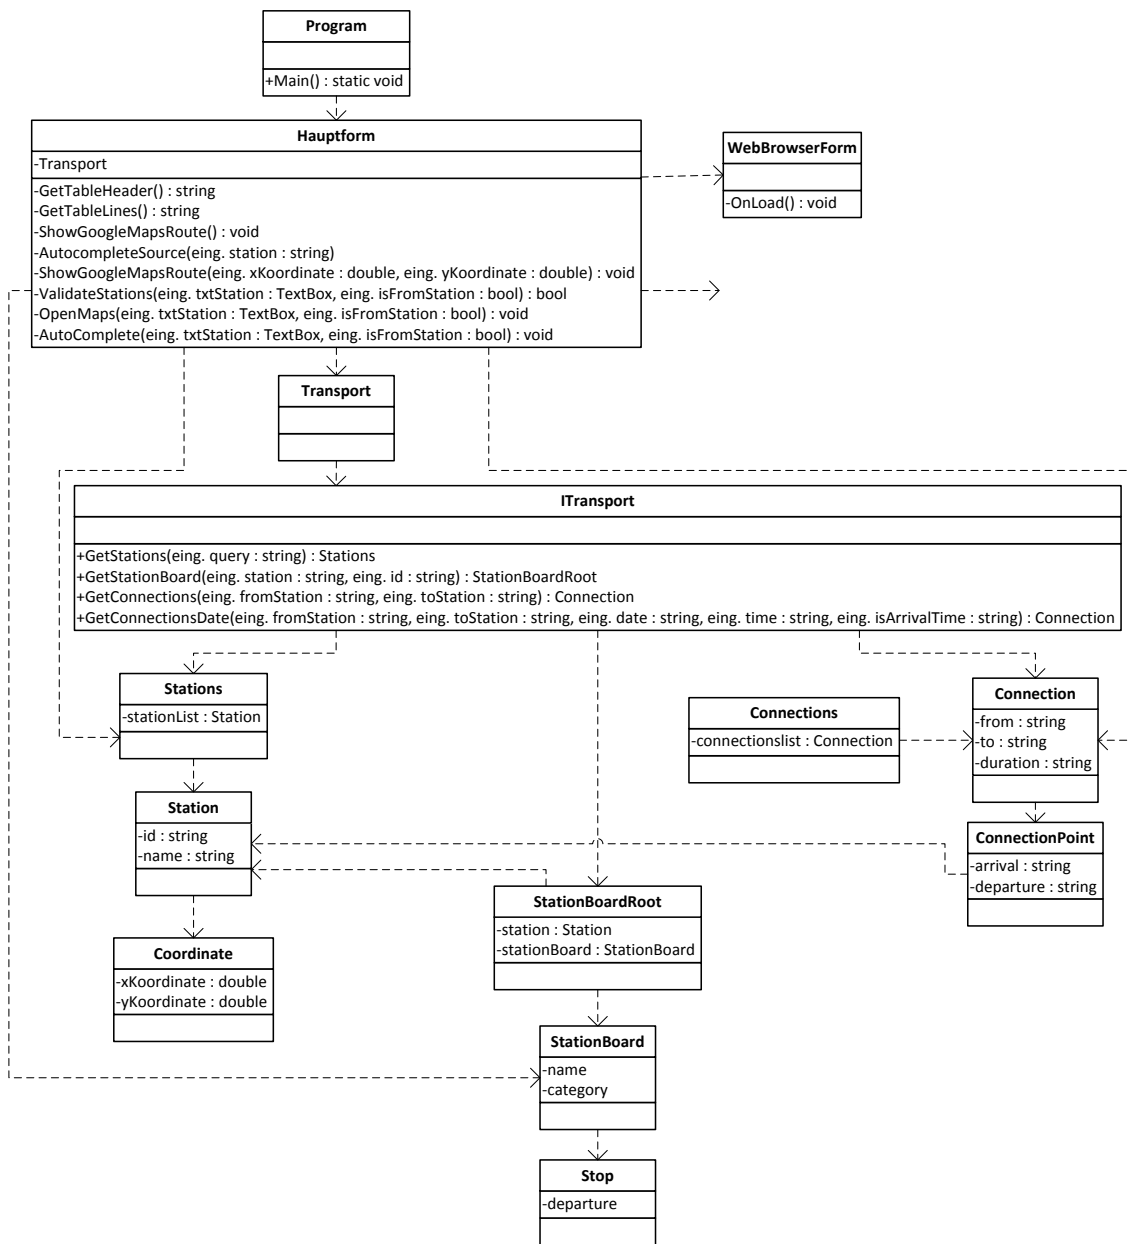 Program
+Main() : static void
Hauptform
-Transport
-GetTableHeader() : string
-GetTableLines() : string
-ShowGoogleMapsRoute() : void
-AutocompleteSource(eing. station : string)
-ShowGoogleMapsRoute(eing. xKoordinate : double, eing. yKoordinate : double) : void
-ValidateStations(eing. txtStation : TextBox, eing. isFromStation : bool) : bool
-OpenMaps(eing. txtStation : TextBox, eing. isFromStation : bool) : void
-AutoComplete(eing. txtStation : TextBox, eing. isFromStation : bool) : void
WebBrowserForm
-OnLoad() : void
Transport
ITransport
+GetStations(eing. query : string) : Stations
+GetStationBoard(eing. station : string, eing. id : string) : StationBoardRoot
+GetConnections(eing. fromStation : string, eing. toStation : string) : Connection
+GetConnectionsDate(eing. fromStation : string, eing. toStation : string, eing. date : string, eing. time : string, eing. isArrivalTime : string) : Connection
Stations
-stationList : Station
Connections
-connectionslist : Connection
Connection
-from : string
-to : string
-duration : string
Station
-id : string
-name : string
ConnectionPoint
-arrival : string
-departure : string
StationBoardRoot
-station : Station
-stationBoard : StationBoard
Coordinate
-xKoordinate : double
-yKoordinate : double
StationBoard
-name
-category
Stop
-departure